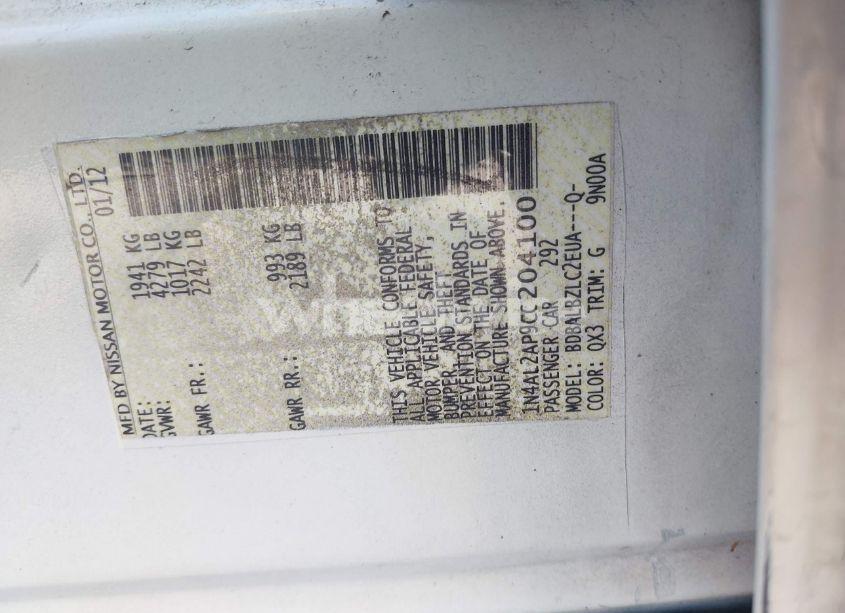 MFD BY NISSAN MOTOR CO., LTD.
DATE: 01/12
GVWR: 1941 KG
4279 LB
GAWR FR.: 1017 KG
2242 LB
GAWR RR.: 993 KG
2189 LB
THIS VEHICLE CONFORMS TO
ALL APPLICABLE FEDERAL
MOTOR VEHICLE SAFETY,
BUMPER, AND THEFT
PREVENTION STANDARDS IN
EFFECT ON THE DATE OF
MANUFACTURE SHOWN ABOVE.
1N4AL2AP9CC204100
PASSENGER CAR 292
MODEL: BDBALBZLC2EUA---Q-
COLOR: QX3 TRIM: G 9N00A